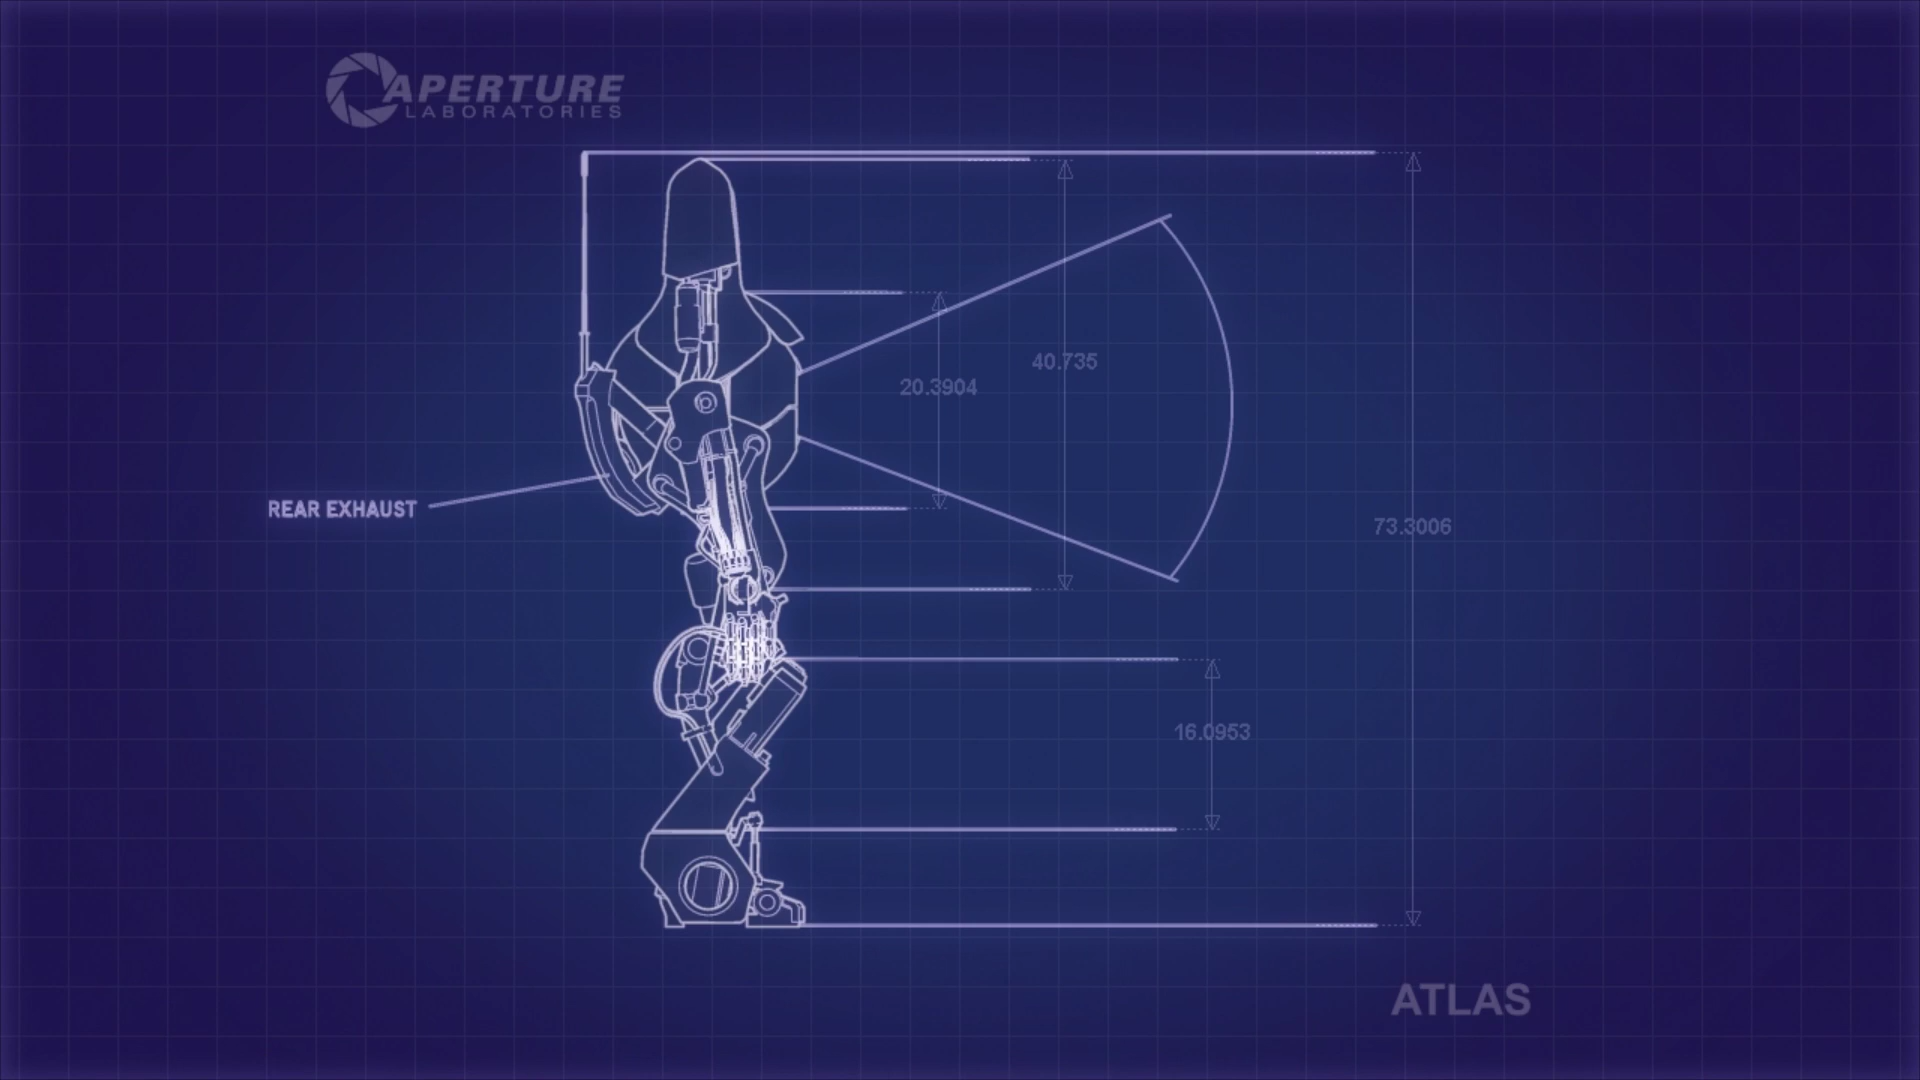 APERTURE
LABORATORIES
40.735
20.3904
REAR EXHAUST
73.3006
16.0953
ATLAS